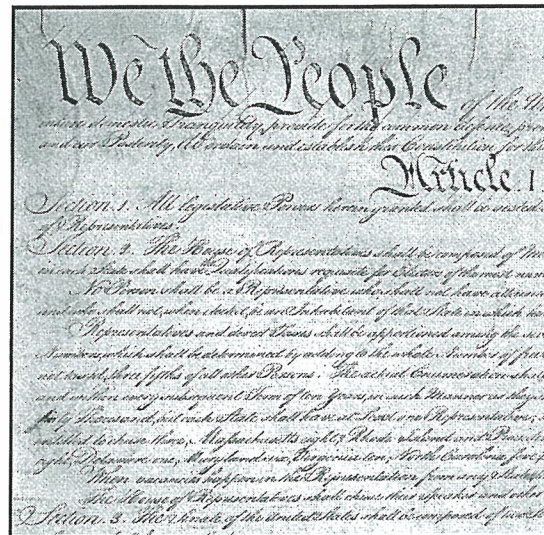 We the People of the Un
insure domestic Tranquility, provide for the common defence, prom
and our Posterity, do ordain and establish this Constitution for th
Article. I.
Section. 1. All legislative Powers herein granted shall be vested
of Representatives.
Section. 2. The House of Representatives shall be composed of Me
in each State shall have the Qualifications requisite for Electors of the most num
No Person shall be a Representative who shall not have attained
and who shall not, when elected, be an Inhabitant of that State in which he
Representatives and direct Taxes shall be apportioned among the seve
Numbers, which shall be determined by adding to the whole Number of free
not taxed, three fifths of all other Persons. The actual Enumeration shall
and within every subsequent Term of ten Years, in such Manner as they
thirty Thousand, but each State shall have at Least one Representative;
entitled to chuse three, Massachusetts eight, Rhode Island and Prov
eight, Delaware one, Maryland six, Virginia ten, North Carolina five,
When vacancies happen in the Representation from any State,
The House of Representatives shall chuse their Speaker and other
Section. 3. The Senate of the United States shall be composed of two